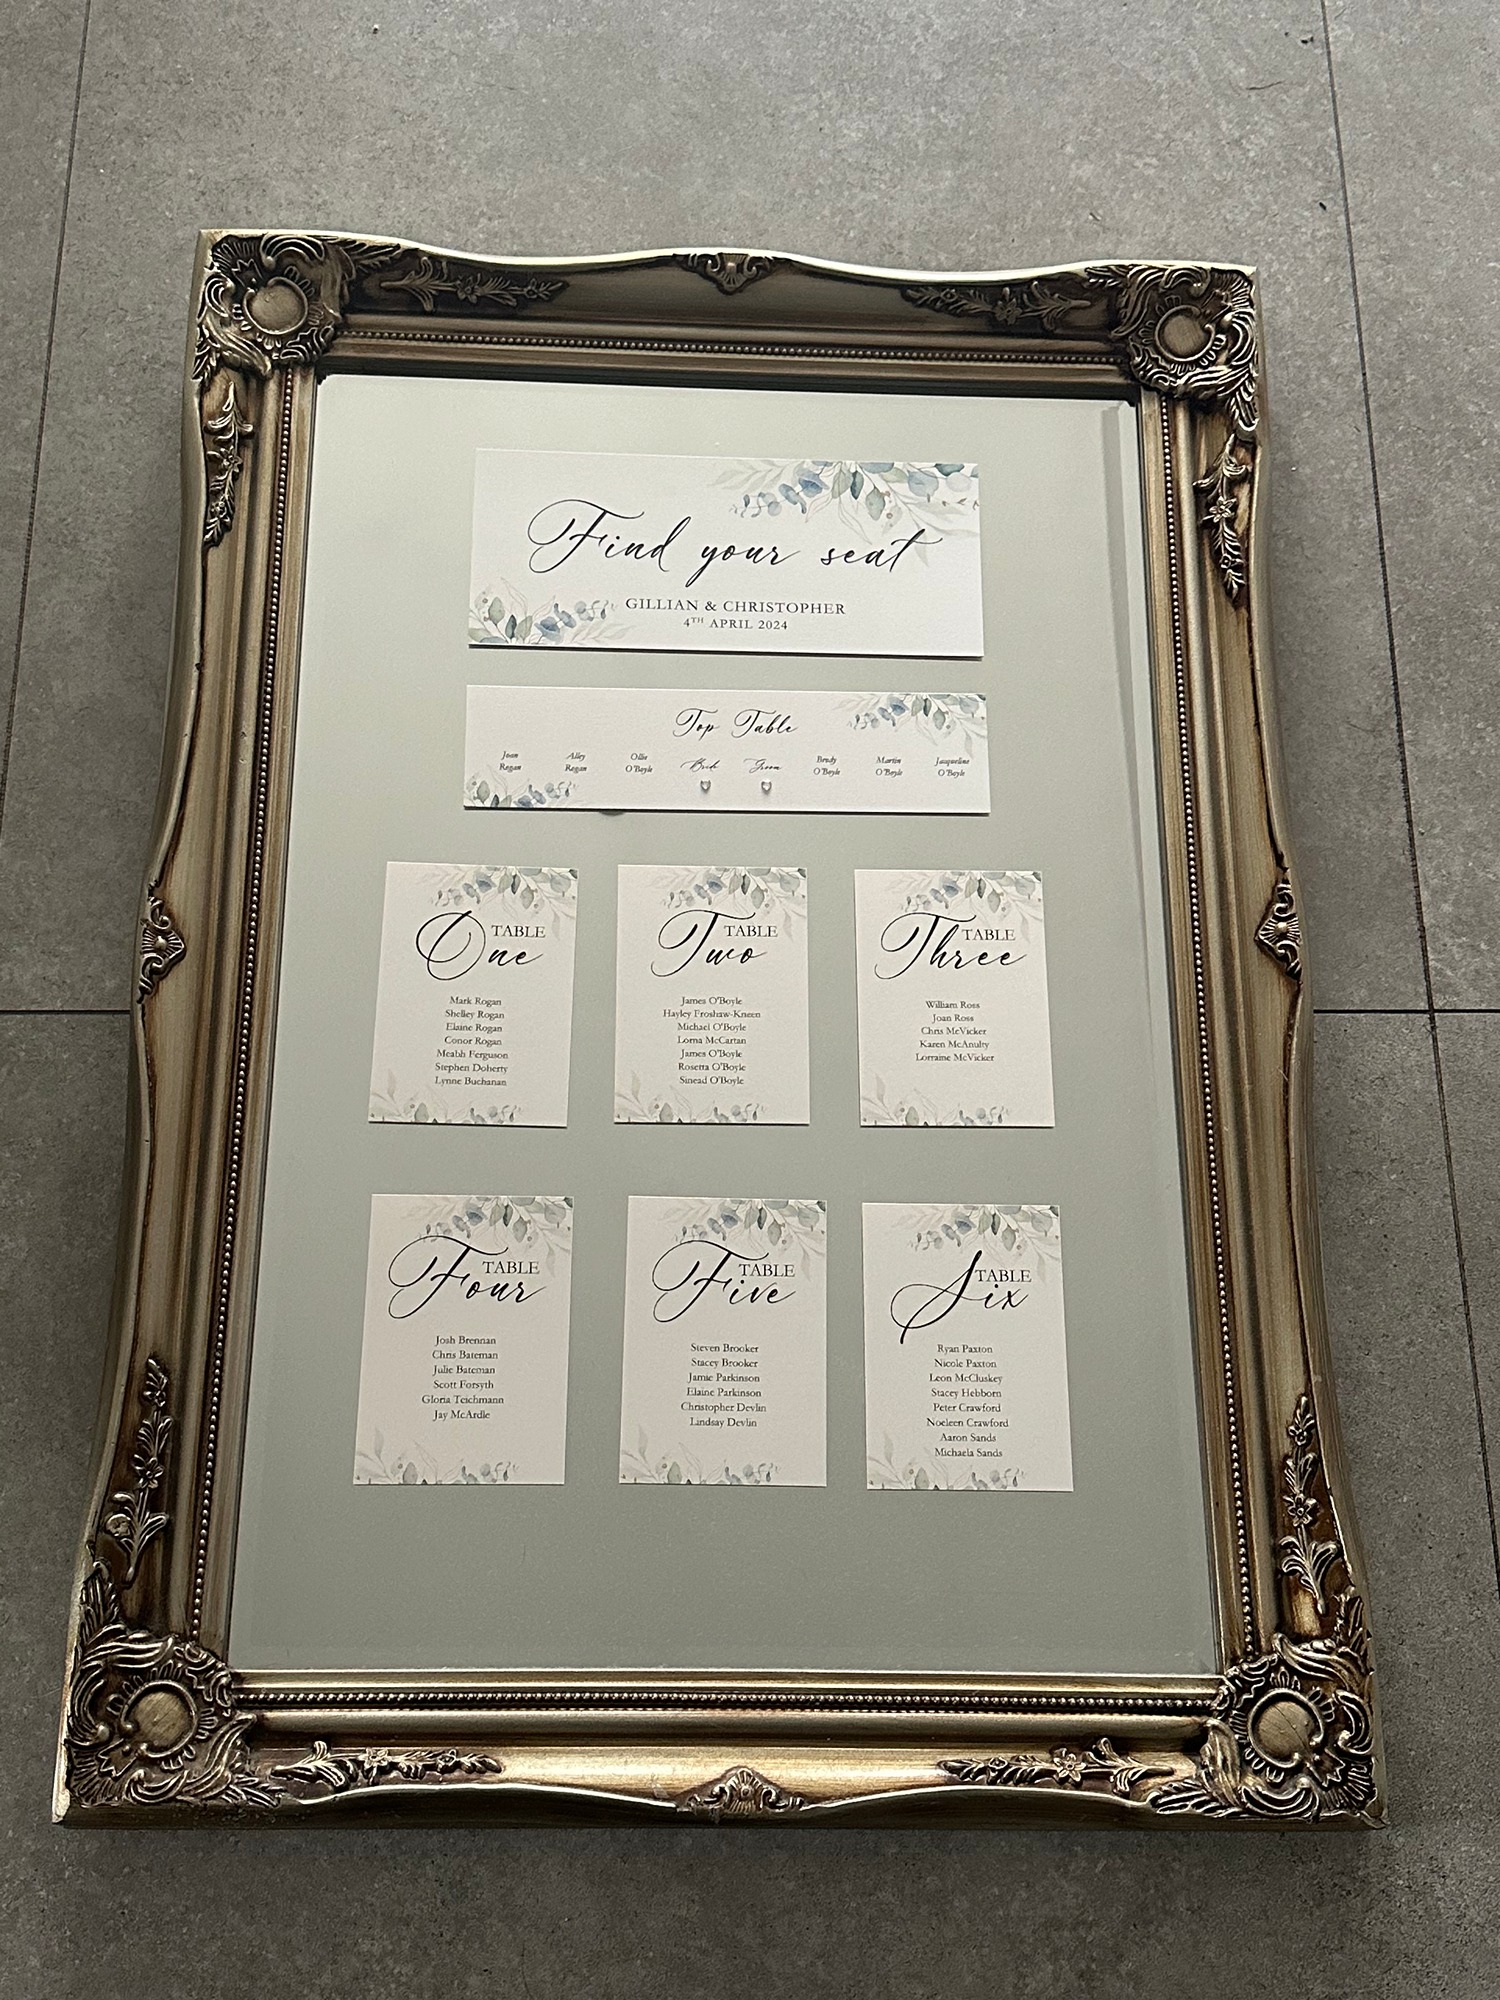 Find your seat
GILLIAN & CHRISTOPHER
4TH APRIL 2024
Top Table
Joan Rogan
Alley Rogan
Ollie O'Boyle
Bride
Groom
Brody O'Boyle
Martin O'Boyle
Jacqueline O'Boyle
TABLE
One
Mark Rogan
Shelley Rogan
Elaine Rogan
Conor Rogan
Meabh Ferguson
Stephen Doherty
Lynne Buchanan
TABLE
Two
James O'Boyle
Hayley Froshaw-Kneen
Michael O'Boyle
Lorna McCartan
James O'Boyle
Rosetta O'Boyle
Sinead O'Boyle
TABLE
Three
William Ross
Joan Ross
Chris McVicker
Karen McAnulty
Lorraine McVicker
TABLE
Four
Josh Brennan
Chris Bateman
Julie Bateman
Scott Forsyth
Gloria Teichmann
Jay McArdle
TABLE
Five
Steven Brooker
Stacey Brooker
Jamie Parkinson
Elaine Parkinson
Christopher Devlin
Lindsay Devlin
TABLE
Six
Ryan Paxton
Nicole Paxton
Leon McCluskey
Stacey Hebborn
Peter Crawford
Noeleen Crawford
Aaron Sands
Michaela Sands